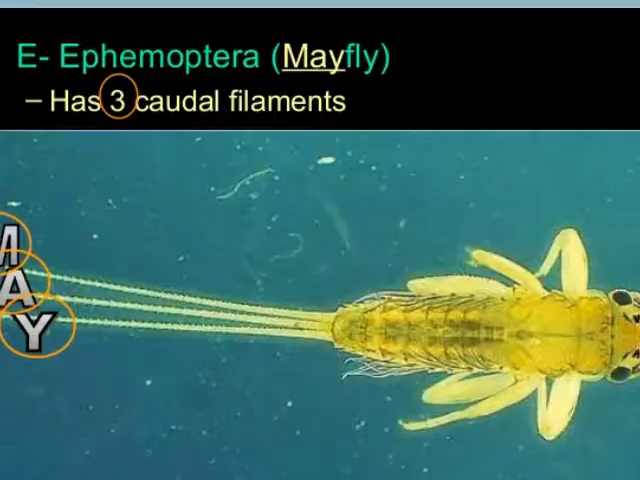 E- Ephemoptera (Mayfly)
– Has 3 caudal filaments
M
A
Y